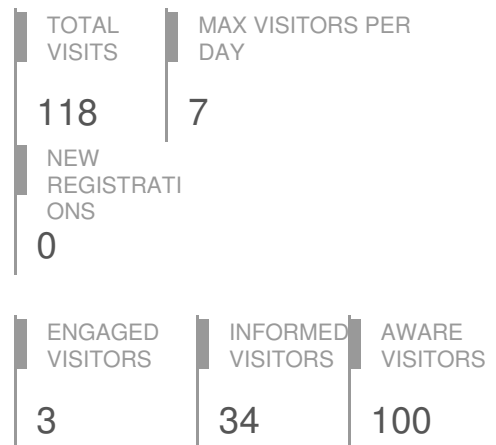 TOTAL
VISITS
118
MAX VISITORS PER
DAY
7
NEW
REGISTRATI
ONS
0
ENGAGED
VISITORS
3
INFORMED
VISITORS
34
AWARE
VISITORS
100